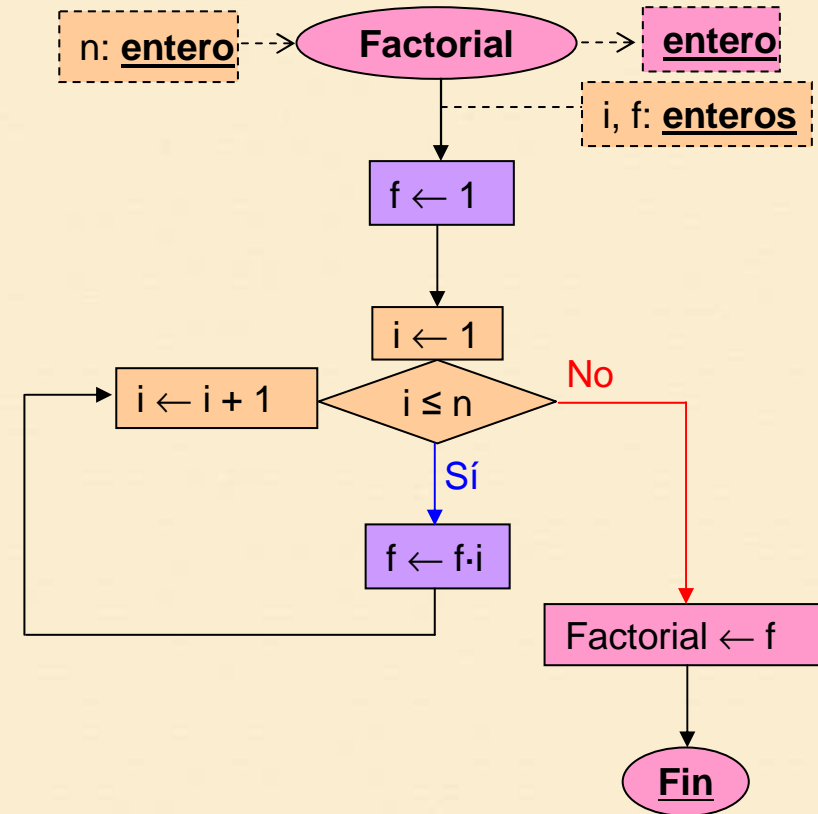 n: entero
Factorial
entero
i, f: enteros
f ← 1
i ← 1
i ← i + 1
i ≤ n
No
Sí
f ← f·i
Factorial ← f
Fin